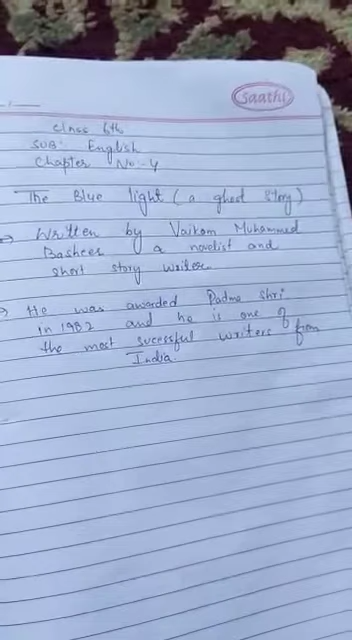 Saathi
Class 6th
SUB: English
Chapter No-4
The Blue light (a ghost story)
→ Written by Vaikom Muhammed
Basheer a novelist and
short story writer
→ He was awarded Padma Shri
in 1982 and he is one of
the most sucessful writers from
India.